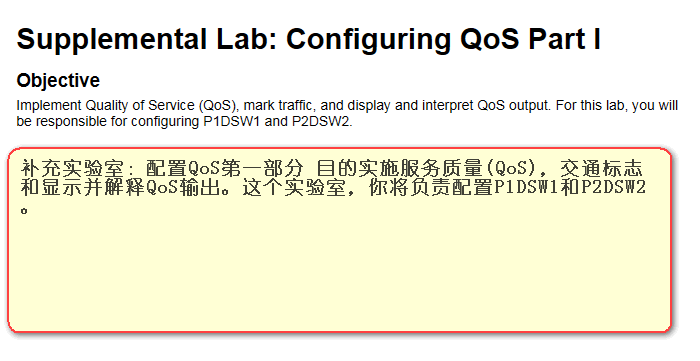 Supplemental Lab: Configuring QoS Part I
Objective
Implement Quality of Service (QoS), mark traffic, and display and interpret QoS output. For this lab, you will
be responsible for configuring P1DSW1 and P2DSW2.
补充实验室: 配置QoS第一部分 目的实施服务质量(QoS), 交通标志
和显示并解释QoS输出。这个实验室, 你将负责配置P1DSW1和P2DSW2
。